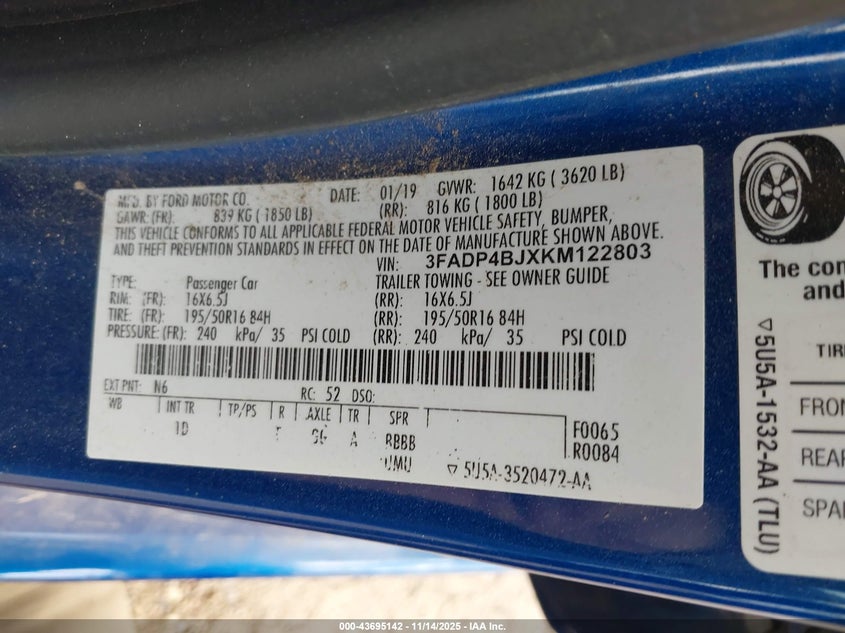 MFD. BY FORD MOTOR CO. DATE: 01/19 GVWR: 1642 KG ( 3620 LB)
GAWR: (FR): 839 KG ( 1850 LB) (RR): 816 KG ( 1800 LB)
THIS VEHICLE CONFORMS TO ALL APPLICABLE FEDERAL MOTOR VEHICLE SAFETY, BUMPER,
AND THEFT PREVENTION STANDARDS IN EFFECT ON THE DATE OF MANUFACTURE SHOWN ABOVE.
VIN: 3FADP4BJXKM122803
TYPE: Passenger Car TRAILER TOWING - SEE OWNER GUIDE
RIM: (FR): 16X6.5J (RR): 16X6.5J
TIRE: (FR): 195/50R16 84H (RR): 195/50R16 84H
PRESSURE: (FR): 240 kPa/ 35 PSI COLD (RR): 240 kPa/ 35 PSI COLD
EXT PNT: N6 RC: 52 DSO:
WB INT TR TP/PS R AXLE TR SPR
1D A RBBB
UMU
F0065
R0084
▽ 5U5A-3520472-AA
▽ 5U5A-1532-AA (TLU)
The
and
FRON
REAR
SPA
000-43695142 - 11/14/2025 - IAA Inc.